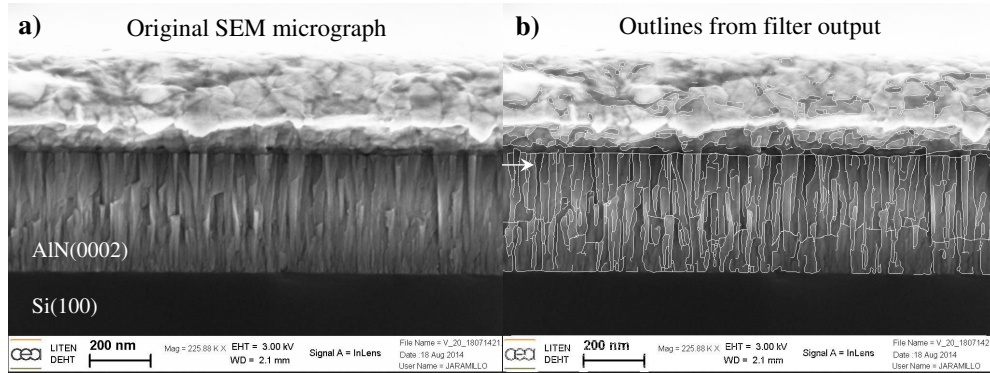 a) Original SEM micrograph
AlN(0002)
Si(100)
cea
LITEN
DEHT
200 nm
Mag = 225.88 K X
EHT = 3.00 kV
WD = 2.1 mm
Signal A = InLens
File Name = V_20_18071421
Date :18 Aug 2014
User Name = JARAMILLO
b) Outlines from filter output
cea
LITEN
DEHT
200 nm
Mag = 225.88 K X
EHT = 3.00 kV
WD = 2.1 mm
Signal A = InLens
File Name = V_20_1807142
Date :18 Aug 2014
User Name = JARAMILLO